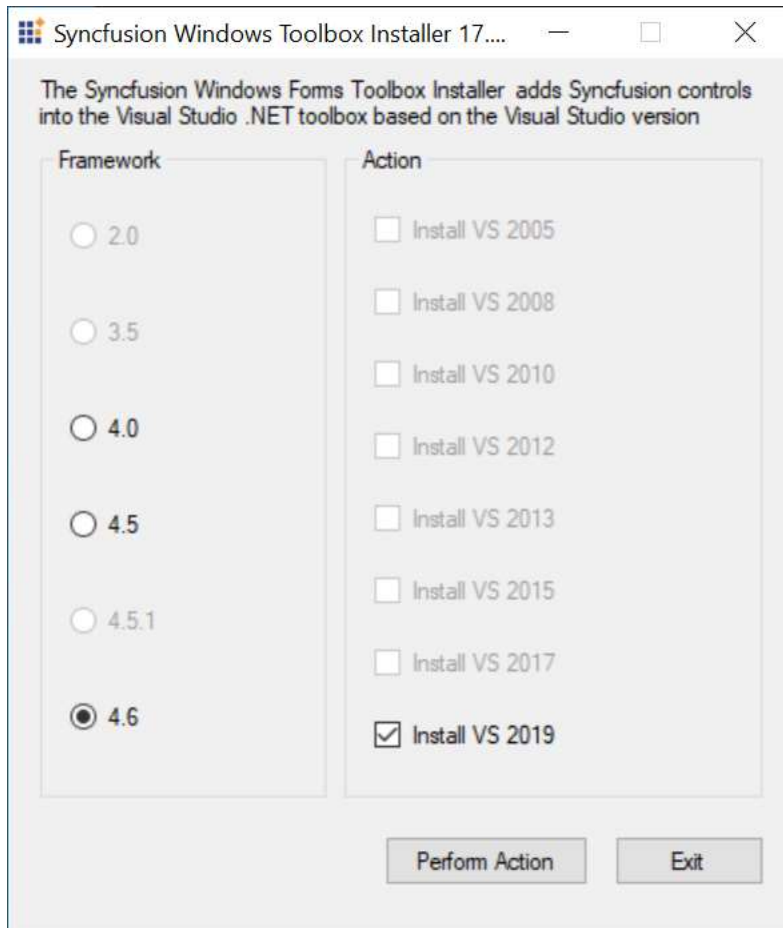 Syncfusion Windows Toolbox Installer 17....
The Syncfusion Windows Forms Toolbox Installer adds Syncfusion controls
into the Visual Studio .NET toolbox based on the Visual Studio version
Framework
2.0
3.5
4.0
4.5
4.5.1
4.6
Action
Install VS 2005
Install VS 2008
Install VS 2010
Install VS 2012
Install VS 2013
Install VS 2015
Install VS 2017
Install VS 2019
Perform Action
Exit